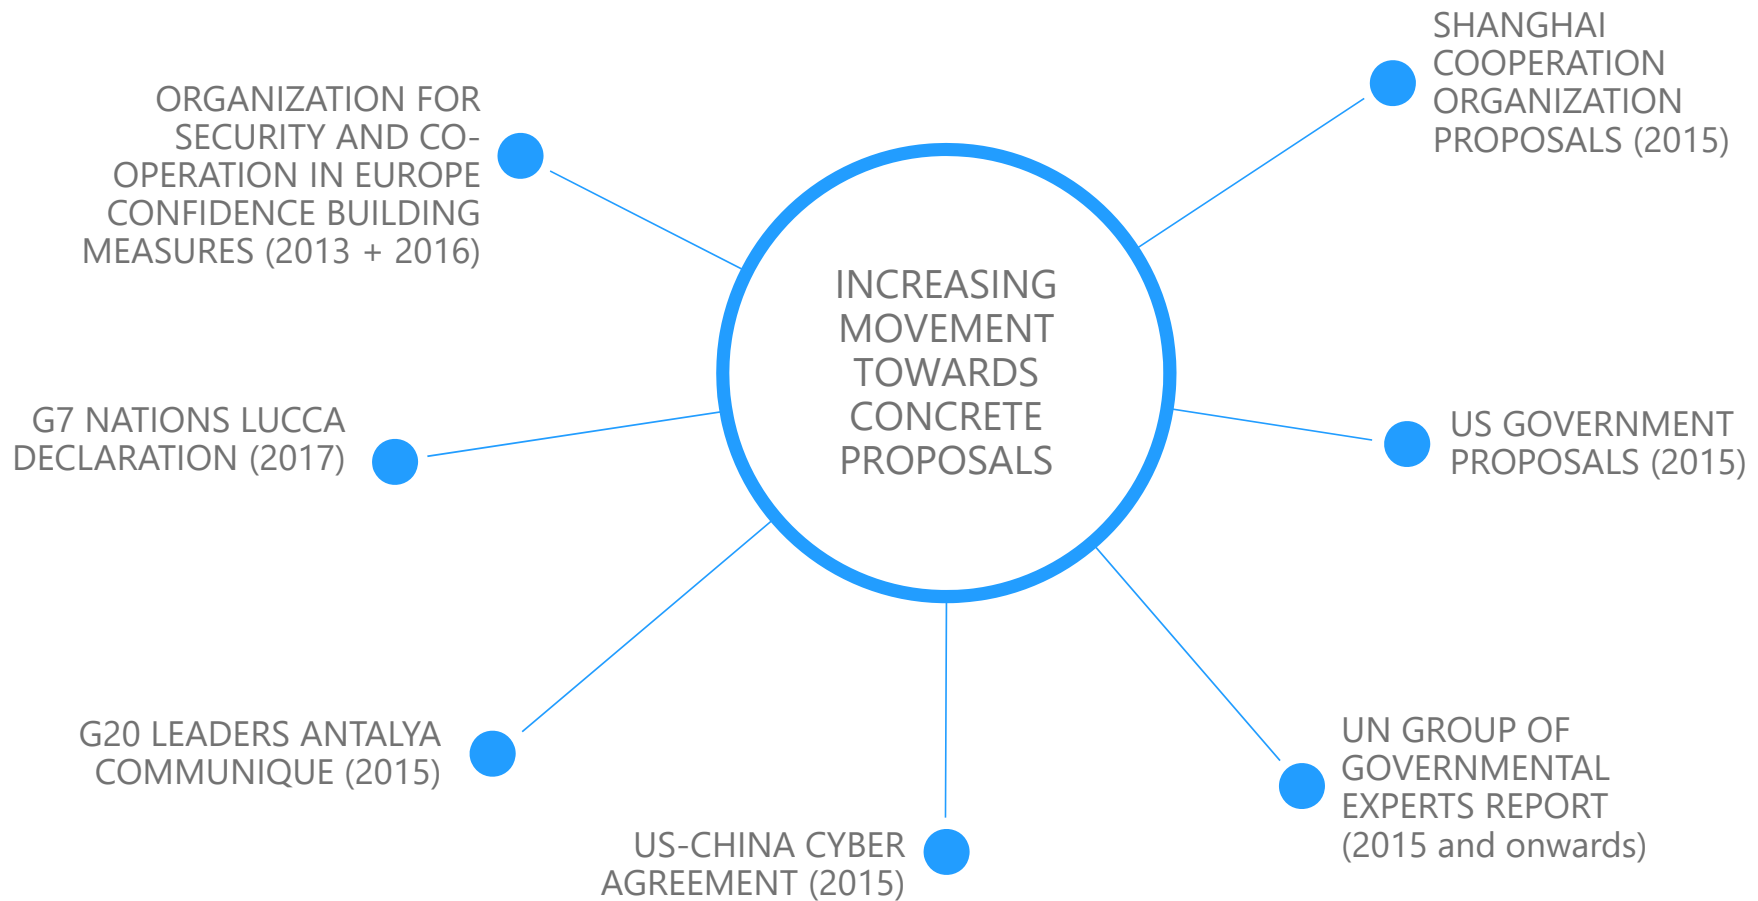 SHANGHAI
COOPERATION
ORGANIZATION
PROPOSALS (2015)
ORGANIZATION FOR
SECURITY AND CO-
OPERATION IN EUROPE
CONFIDENCE BUILDING
MEASURES (2013 + 2016)
INCREASING
MOVEMENT
TOWARDS
CONCRETE
PROPOSALS
G7 NATIONS LUCCA
DECLARATION (2017)
US GOVERNMENT
PROPOSALS (2015)
G20 LEADERS ANTALYA
COMMUNIQUE (2015)
UN GROUP OF
GOVERNMENTAL
EXPERTS REPORT
(2015 and onwards)
US-CHINA CYBER
AGREEMENT (2015)